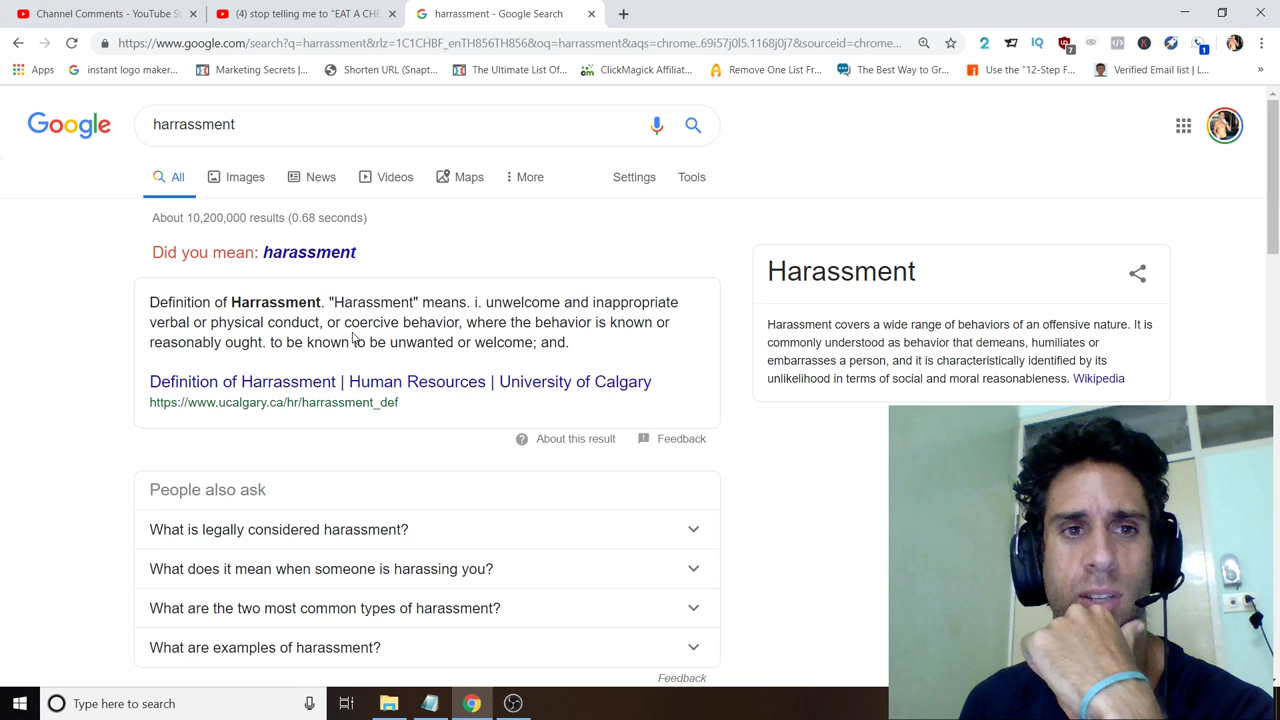 Channel Comments - YouTube St
(4) stop telling me to "EAT A CHE
harrassment - Google Search
https://www.google.com/search?q=harrassment&rlz=1C1CHBF_enTH856TH856&oq=harrassment&aqs=chrome..69i57j0l5.1168j0j7&sourceid=chrome...
Apps
instant logo maker...
Marketing Secrets |...
Shorten URL (Snapt...
The Ultimate List Of...
ClickMagick Affiliat...
Remove One List Fr...
The Best Way to Gr...
Use the "12-Step F...
Verified Email list | L...
Google
harrassment
All
Images
News
Videos
Maps
More
Settings
Tools
About 10,200,000 results (0.68 seconds)
Did you mean: harassment
Definition of Harrassment. "Harassment" means. i. unwelcome and inappropriate
verbal or physical conduct, or coercive behavior, where the behavior is known or
reasonably ought. to be known to be unwanted or welcome; and.
Definition of Harassment | Human Resources | University of Calgary
https://www.ucalgary.ca/hr/harrassment_def
About this result
Feedback
Harassment
Harassment covers a wide range of behaviors of an offensive nature. It is
commonly understood as behavior that demeans, humiliates or
embarrasses a person, and it is characteristically identified by its
unlikelihood in terms of social and moral reasonableness. Wikipedia
People also ask
What is legally considered harassment?
What does it mean when someone is harassing you?
What are the two most common types of harassment?
What are examples of harassment?
Feedback
Type here to search